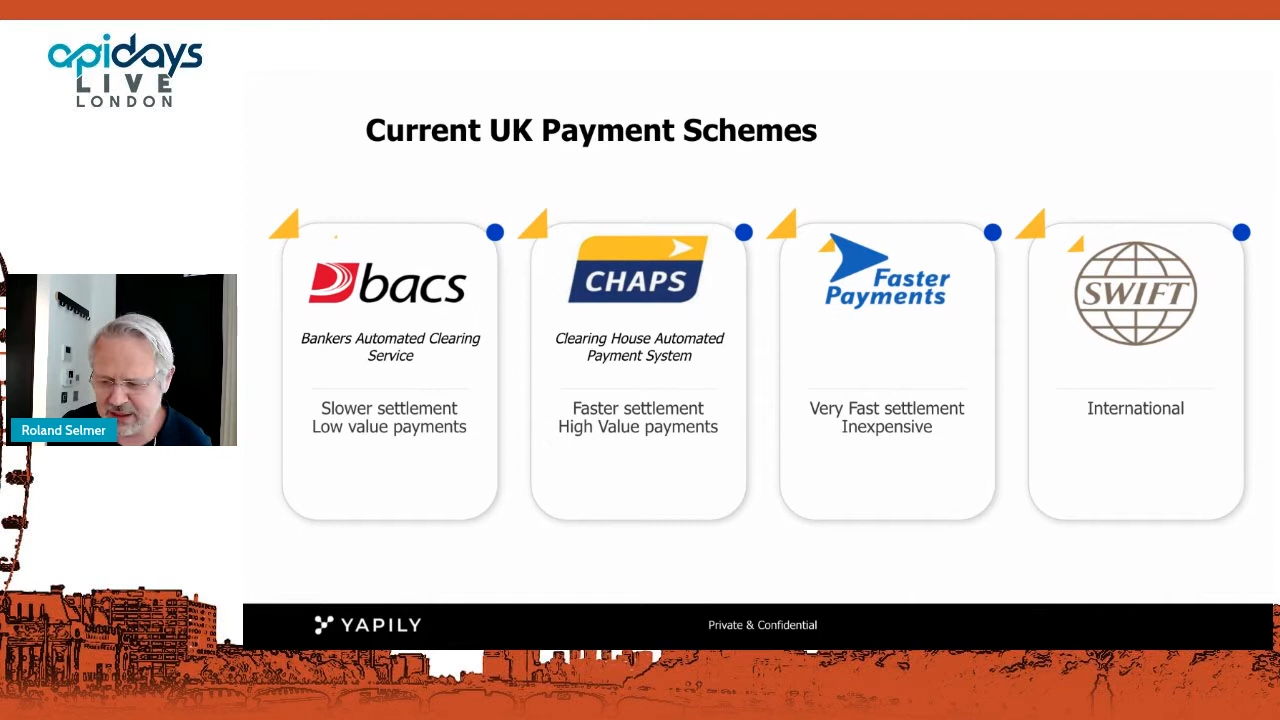 apidays
LIVE
LONDON
Current UK Payment Schemes
bacs
Bankers Automated Clearing
Service
Slower settlement
Low value payments
CHAPS
Clearing House Automated
Payment System
Faster settlement
High Value payments
Faster
Payments
Very Fast settlement
Inexpensive
SWIFT
International
Roland Selmer
YAPILY
Private & Confidential